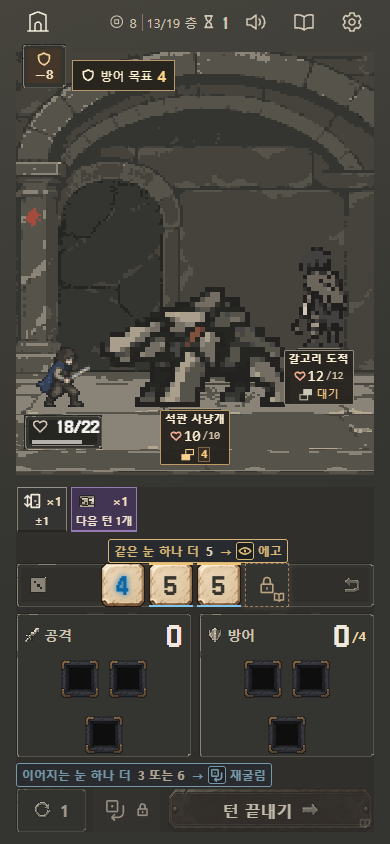 8 13/19 층 1
-8
방어 목표 4
갈고리 도적
12/12
대기
18/22
석판 사냥개
10/10
4
×1
±1
×1
다음 턴 1개
같은 눈 하나 더 5 → 예고
4 5 5
공격 0
방어 0/4
이어지는 눈 하나 더 3 또는 6 → 재굴림
1
턴 끝내기 ➡